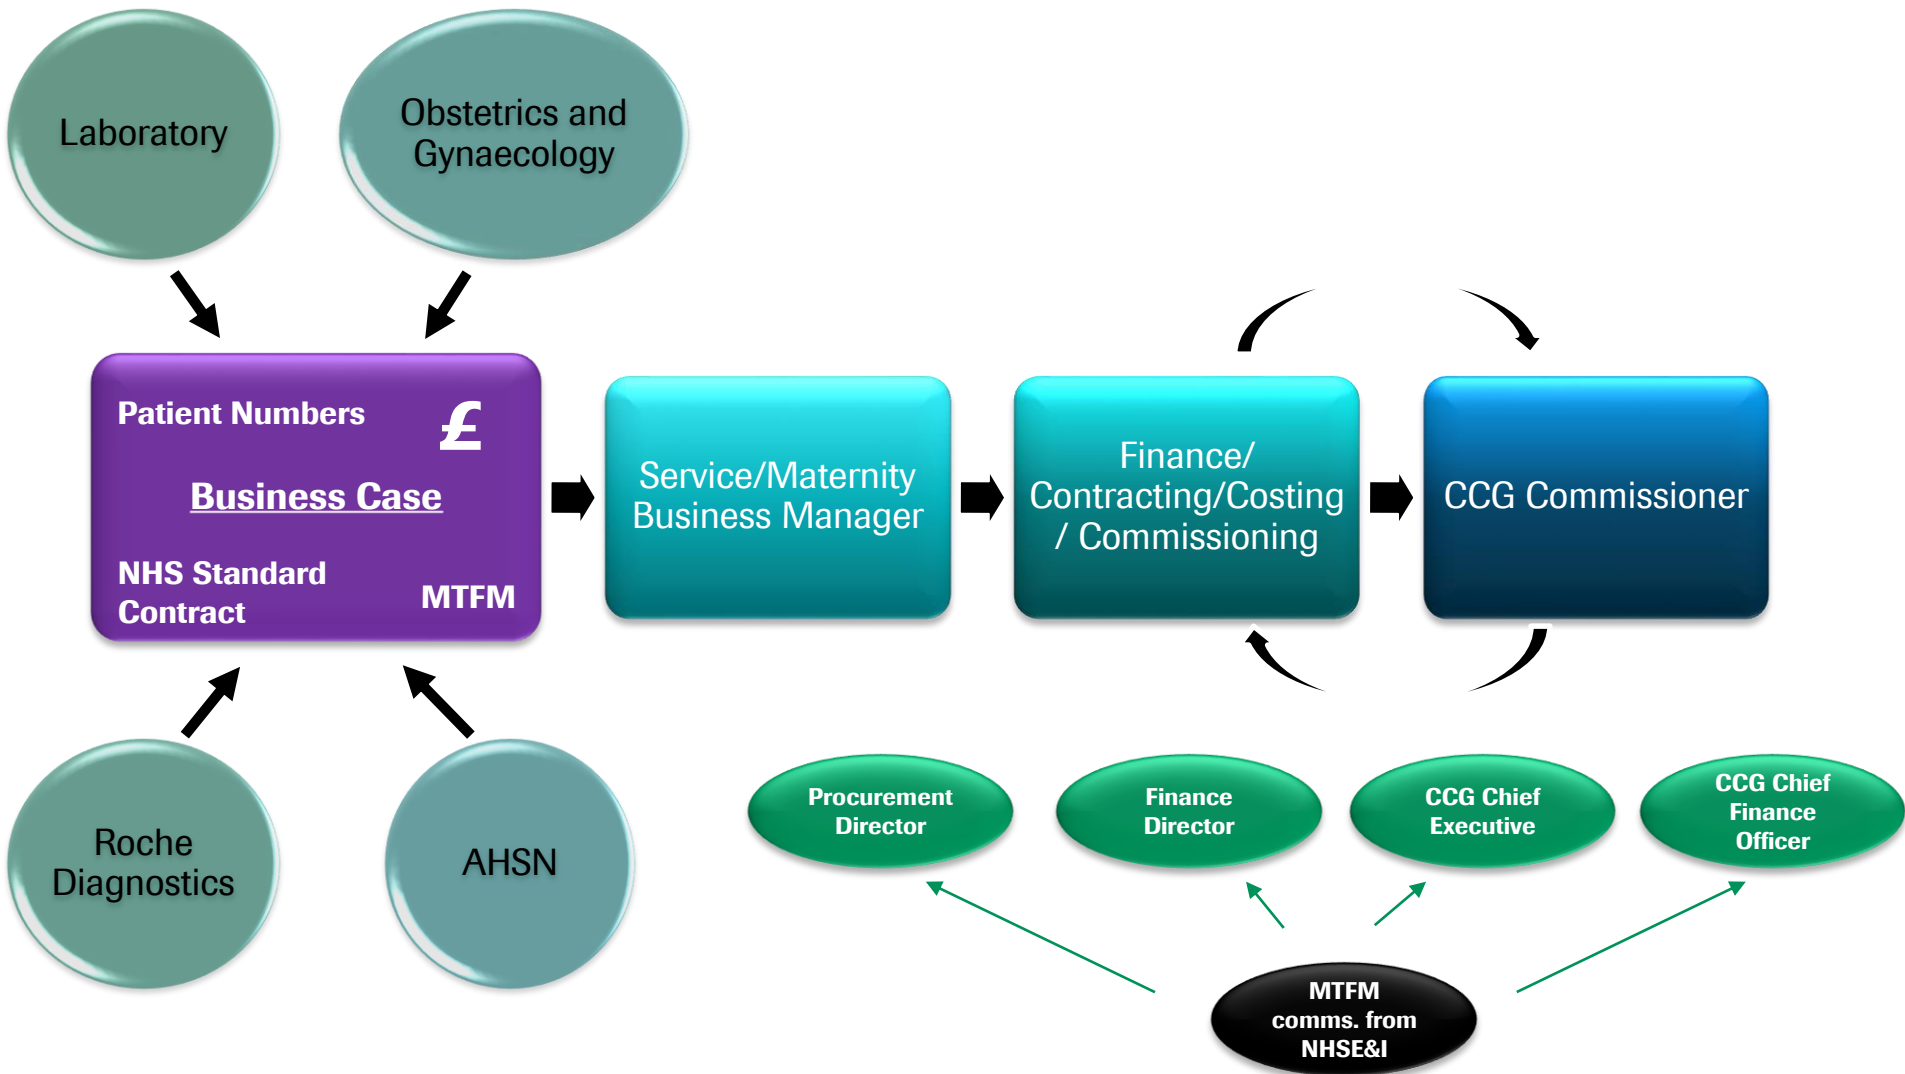 Laboratory
Obstetrics and
Gynaecology
Patient Numbers
£
Business Case
NHS Standard
Contract
MTFM
Service/Maternity
Business Manager
Finance/
Contracting/Costing
/ Commissioning
CCG Commissioner
Roche
Diagnostics
AHSN
Procurement
Director
Finance
Director
CCG Chief
Executive
CCG Chief
Finance
Officer
MTFM
comms. from
NHSE&I